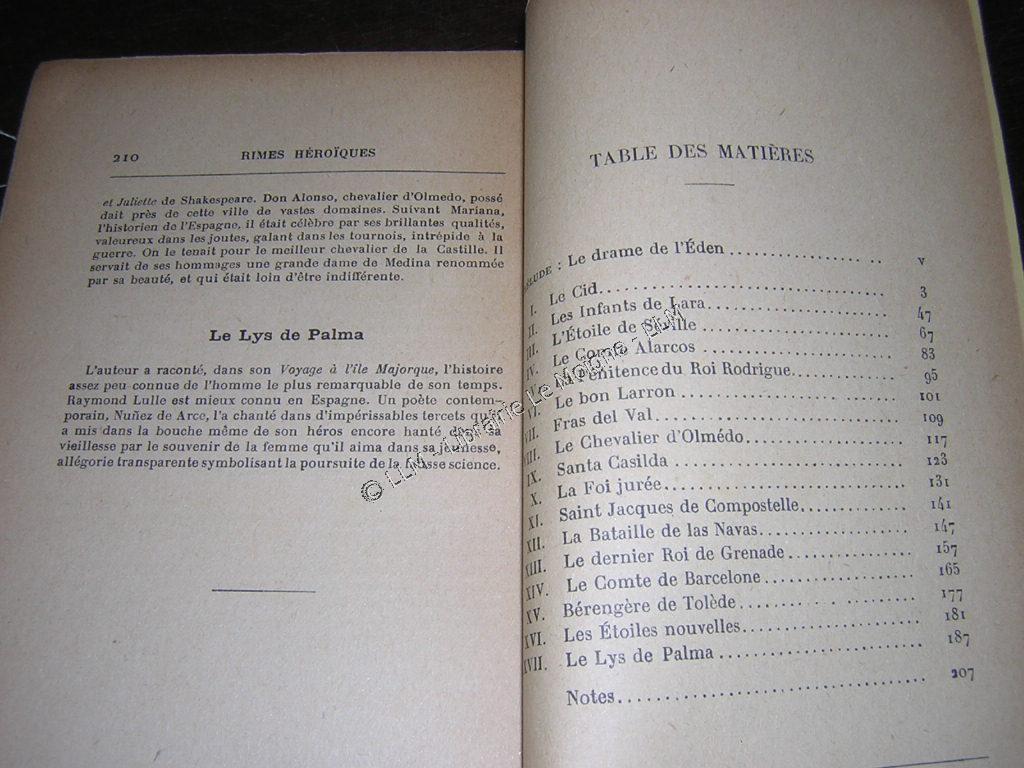 210 RIMES HÉROÏQUES
et Juliette de Shakespeare. Don Alonso, chevalier d'Olmedo, possé
dait près de cette ville de vastes domaines. Suivant Mariana,
l'historien de l'Espagne, il était célèbre par ses brillantes qualités,
valeureux dans les joutes, galant dans les tournois, intrépide à la
guerre. On le tenait pour le meilleur chevalier de la Castille. Il
servait de ses hommages une grande dame de Medina renommée
par sa beauté, et qui était loin d'être indifférente.
Le Lys de Palma
L'auteur a raconté, dans son Voyage à l'île Majorque, l'histoire
assez peu connue de l'homme le plus remarquable de son temps.
Raymond Lulle est mieux connu en Espagne. Un poète contem-
porain, Nuñez de Arce, l'a chanté dans d'impérissables tercets qu'il
a mis dans la bouche même de son héros encore hanté dans sa
vieillesse par le souvenir de la femme qu'il aima dans sa jeunesse,
allégorie transparente symbolisant la poursuite de la fausse science.
TABLE DES MATIÈRES
LUDE : Le drame de l'Éden .................. v
I. Le Cid.................................. 3
II. Les Infants de Lara...................... 47
III. L'Étoile de Séville ...................... 67
IV. Le Comte Alarcos ...................... 83
V. La Pénitence du Roi Rodrigue............. 95
VI. Le bon Larron ......................... 101
VII. Fras del Val........................... 109
VIII. Le Chevalier d'Olmédo................. 117
IX. Santa Casilda ......................... 123
X. La Foi jurée............................ 131
XI. Saint Jacques de Compostelle............. 141
XII. La Bataille de las Navas................. 147
XIII. Le dernier Roi de Grenade.............. 157
XIV. Le Comte de Barcelone................. 165
XV. Bérengère de Tolède.................... 177
XVI. Les Étoiles nouvelles................... 181
XVII. Le Lys de Palma ...................... 187
Notes.................................... 207
© LLM - Librairie Le Moigne - LLM